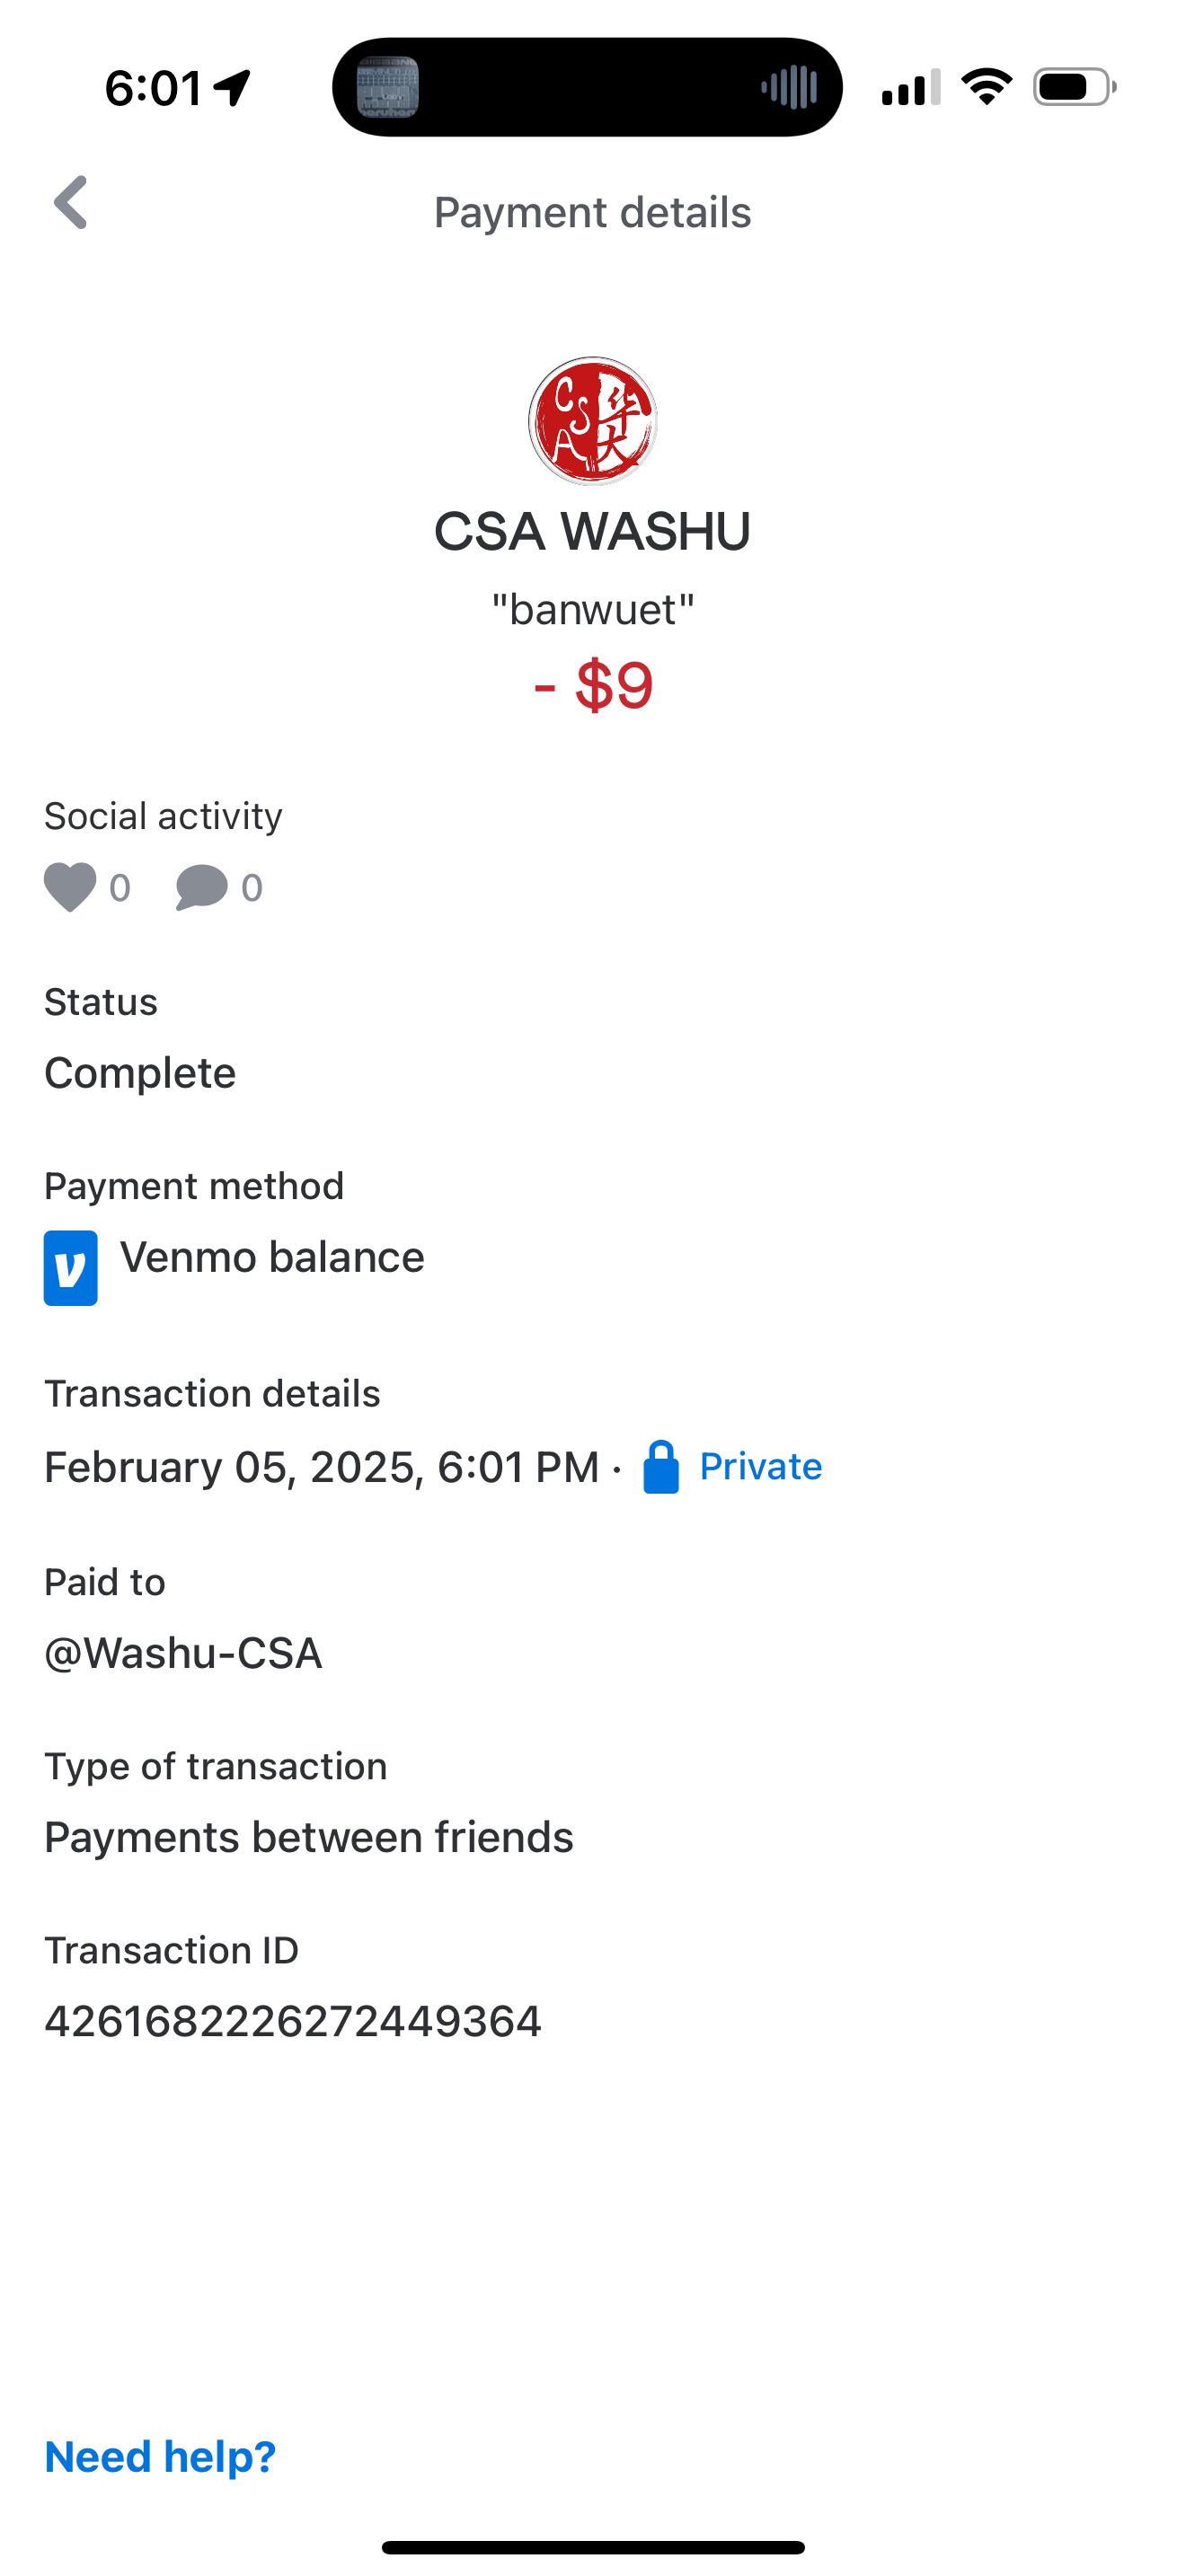 6:01
Payment details
CSA
华大
CSA WASHU
"banwuet"
- $9
Social activity
0 0
Status
Complete
Payment method
V Venmo balance
Transaction details
February 05, 2025, 6:01 PM · Private
Paid to
@Washu-CSA
Type of transaction
Payments between friends
Transaction ID
4261682226272449364
Need help?